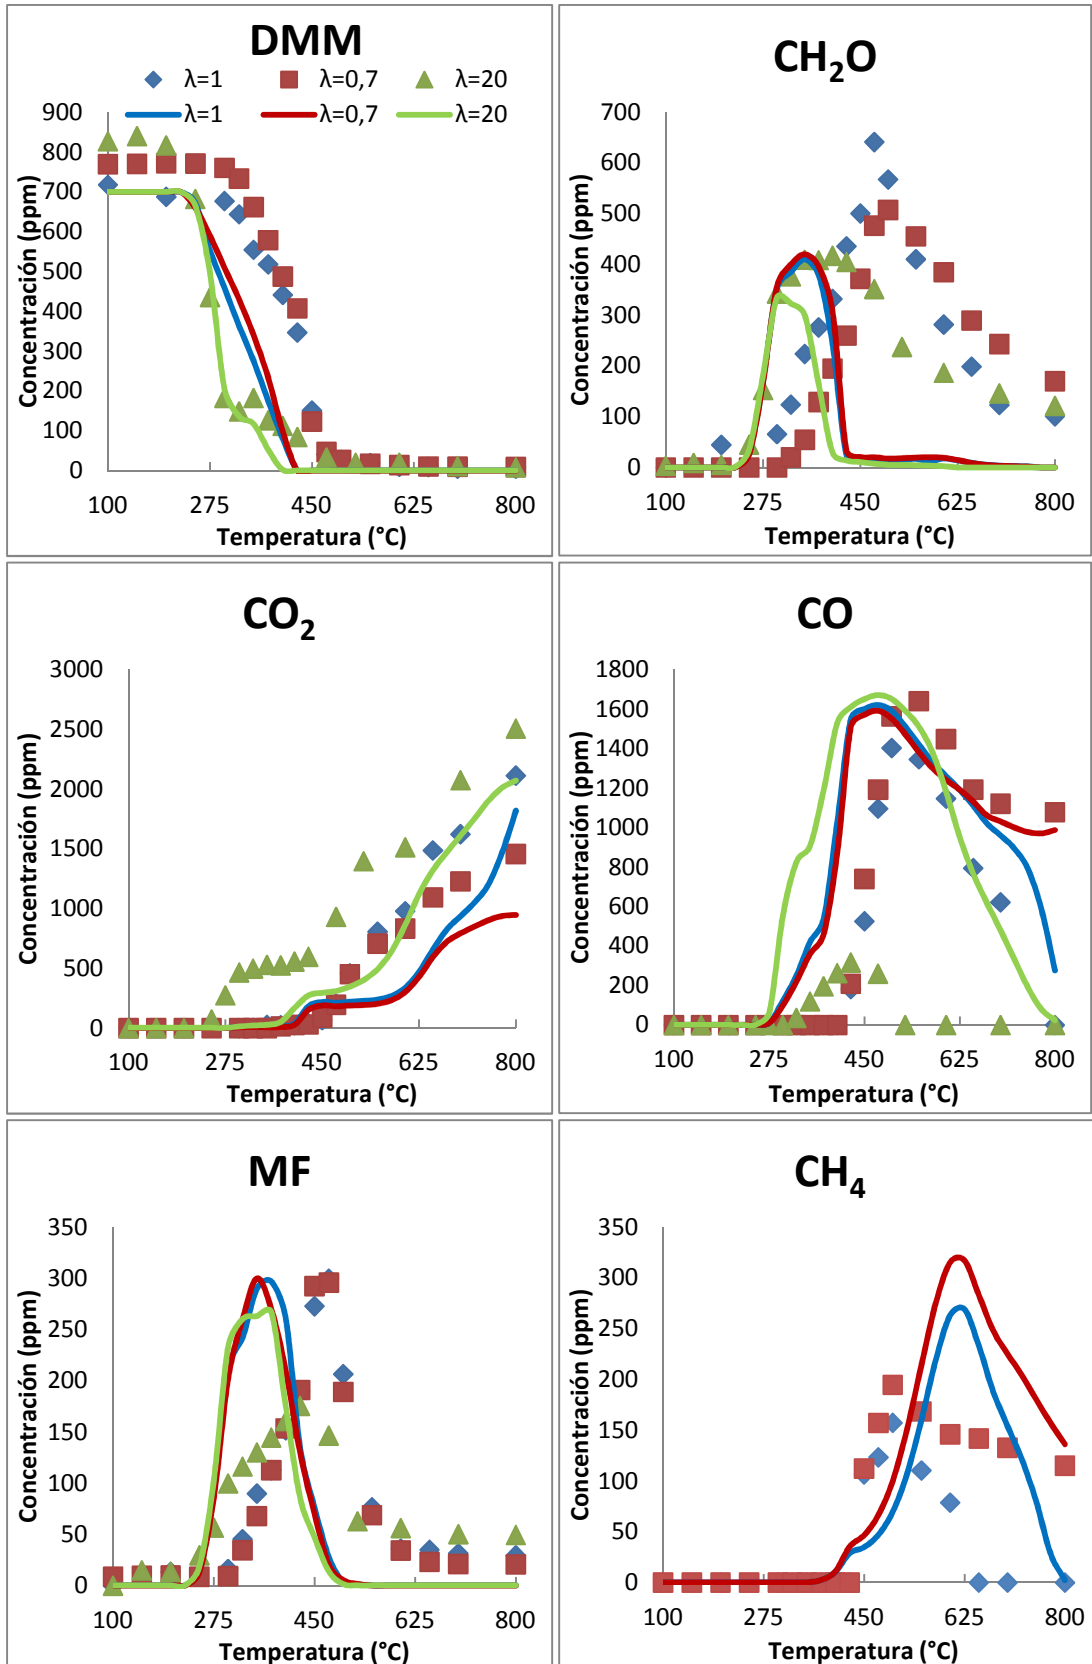 DMM
λ=1 λ=0,7 λ=20
λ=1 λ=0,7 λ=20
Concentración (ppm)
900
800
700
600
500
400
300
200
100
0
100 275 450 625 800
Temperatura (°C)
CH₂O
Concentración (ppm)
700
600
500
400
300
200
100
0
100 275 450 625 800
Temperatura (°C)
CO₂
Concentración (ppm)
3000
2500
2000
1500
1000
500
0
100 275 450 625 800
Temperatura (°C)
CO
Concentración (ppm)
1800
1600
1400
1200
1000
800
600
400
200
0
100 275 450 625 800
Temperatura (°C)
MF
Concentración (ppm)
350
300
250
200
150
100
50
0
100 275 450 625 800
Temperatura (°C)
CH₄
Concentración (ppm)
350
300
250
200
150
100
50
0
100 275 450 625 800
Temperatura (°C)